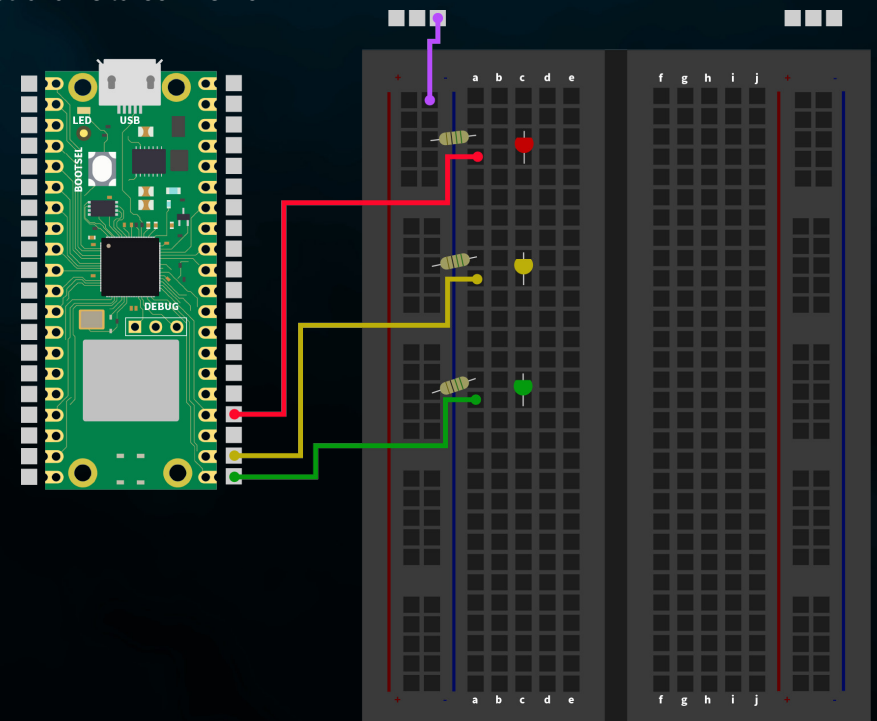 a b c d e
f g h i j
+ -
+ -
LED USB
BOOTSEL
DEBUG
+ -
a b c d e
f g h i j
+ -